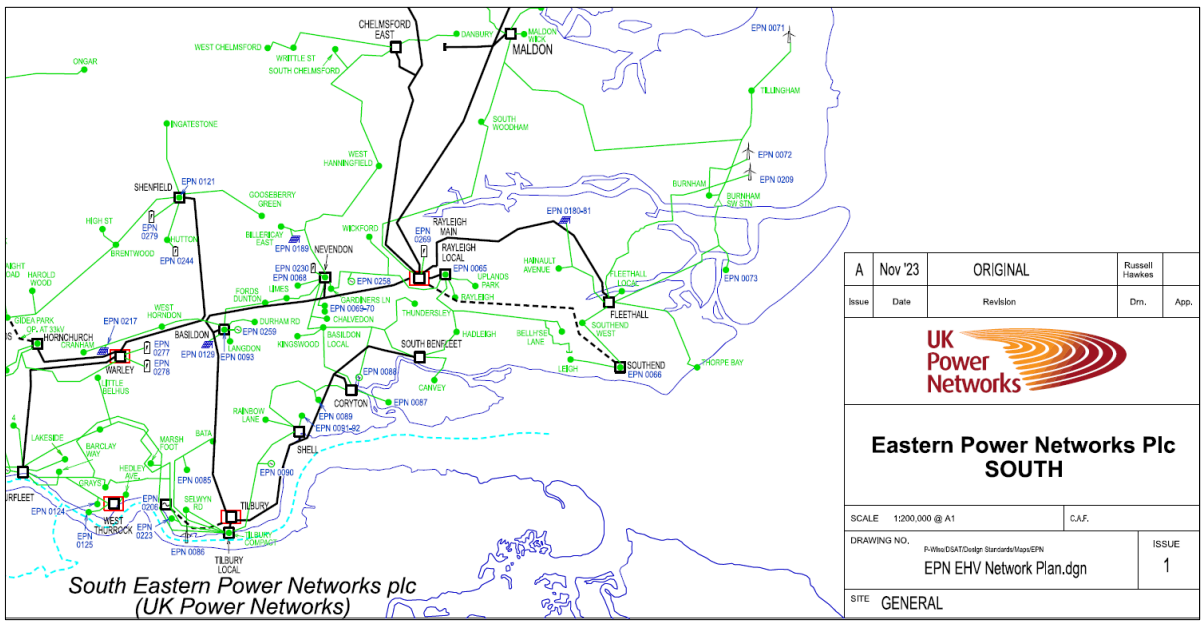 CHELMSFORD
EAST
WEST CHELMSFORD
WRITTLE ST
SOUTH CHELMSFORD
DANBURY
MALDON
WICK
MALDON
EPN 0071
ONGAR
TILLINGHAM
INGATESTONE
SOUTH
WOODHAM
WEST
HANNINGFIELD
EPN 0072
EPN 0209
SHENFIELD
EPN 0121
GOOSEBERRY
GREEN
BURNHAM
BURNHAM
SW STN
HIGH ST
EPN
0279
HUTTON
BRENTWOOD
EPN
0244
BILLERICAY
EAST
EPN 0189
WICKFORD
EPN
0269
RAYLEIGH
MAIN
RAYLEIGH
LOCAL
EPN 0180-81
NEVENDON
EPN 0230
EPN 0068
EPN 0258
EPN 0065
UPLANDS
PARK
RAYLEIGH
HAINAULT
AVENUE
FLEETHALL
LOCAL
EPN 0073
HAROLD
WOOD
FORDS
DUNTON
LIMES
GARDINERS LN
EPN 0069-70
CHALVEDON
THUNDERSLEY
FLEETHALL
GIDEA PARK
OP. AT 33kV
HORNCHURCH
CRANHAM
EPN 0217
WEST
HORNDON
BASILDON
DURHAM RD
EPN 0259
LANGDON
EPN 0093
EPN 0129
KINGSWOOD
BASILDON
LOCAL
HADLEIGH
SOUTH BENFLEET
BELLHSE
LANE
SOUTHEND
WEST
LEIGH
SOUTHEND
EPN 0066
THORPE BAY
WARLEY
EPN
0277
EPN
0278
EPN 0088
CANVEY
CORYTON
EPN 0087
LITTLE
BELHUS
RAINBOW
LANE
EPN 0089
EPN 0091-92
SHELL
4
LAKESIDE
BARCLAY
WAY
MARSH
FOOT
BATA
HEDLEY
AVE
GRAYS
EPN 0085
EPN 0090
EPN 0124
WEST
THURROCK
EPN
0206
SELWYN
RD
TILBURY
EPN
0125
EPN
0223
EPN 0086
TILBURY
COMPACT
TILBURY
LOCAL
South Eastern Power Networks plc
(UK Power Networks)
A Nov '23 ORIGINAL Russell
Hawkes
Issue Date Revision Drn. App.
UK
Power
Networks
Eastern Power Networks Plc
SOUTH
SCALE 1:200,000 @ A1 C.A.F.
DRAWING NO.
P-Wise/DSAT/Design Standards/Maps/EPN
EPN EHV Network Plan.dgn
ISSUE
1
SITE GENERAL